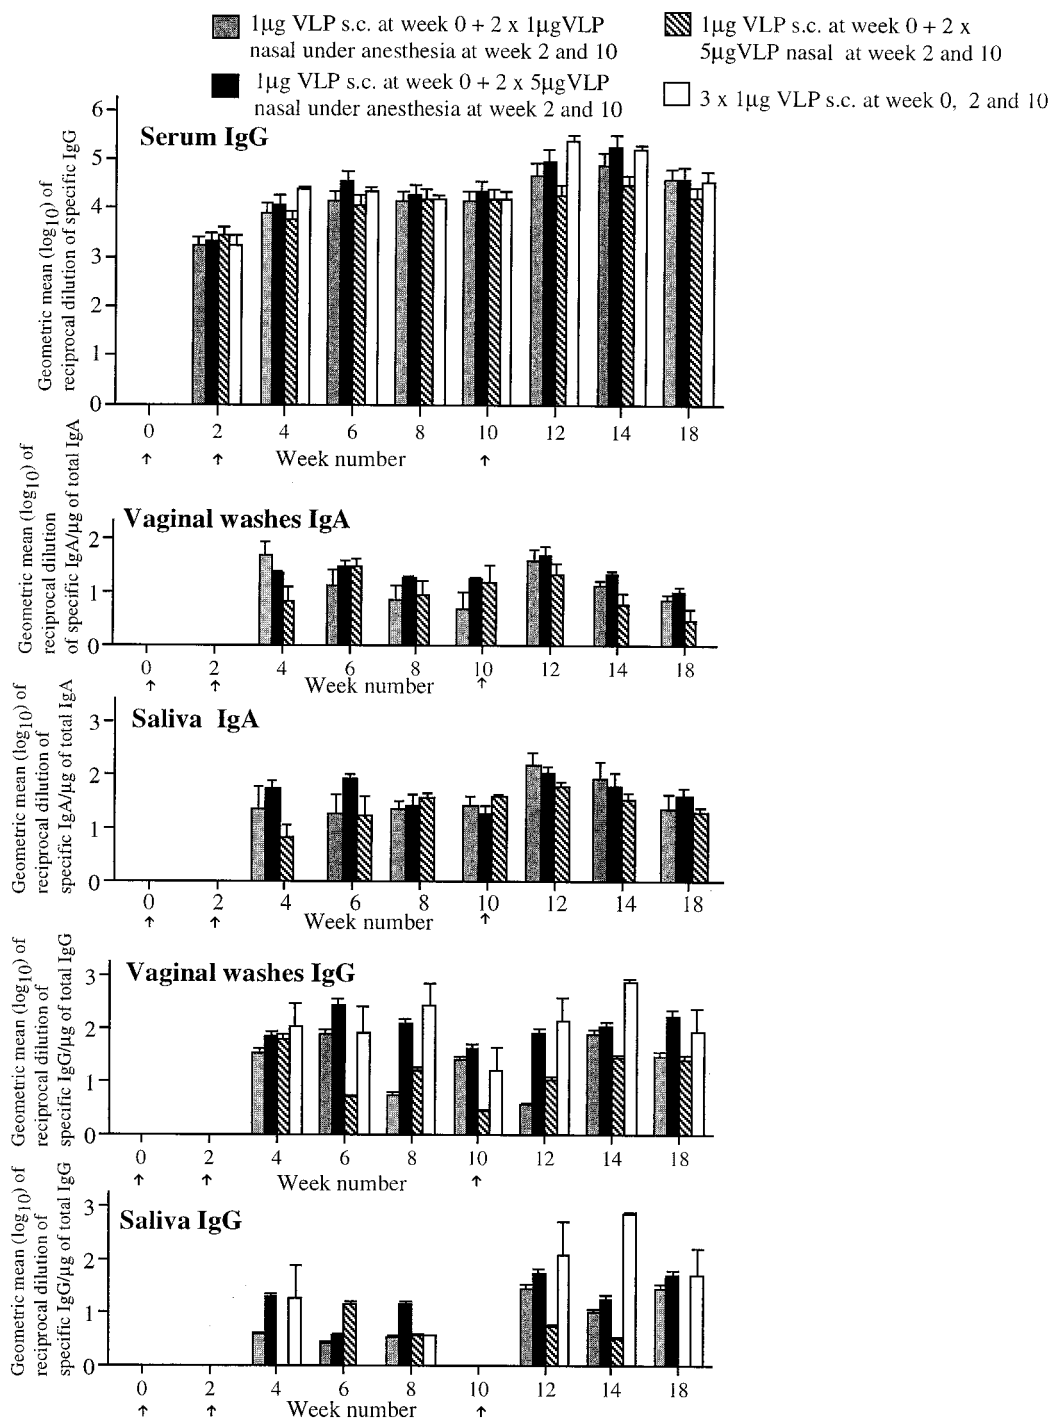 1µg VLP s.c. at week 0 + 2 x 1µgVLP
nasal under anesthesia at week 2 and 10
1µg VLP s.c. at week 0 + 2 x 5µgVLP
nasal under anesthesia at week 2 and 10
1µg VLP s.c. at week 0 + 2 x
5µgVLP nasal at week 2 and 10
3 x 1µg VLP s.c. at week 0, 2 and 10
Serum IgG
Geometric mean (log10) of
reciprocal dilution of specific IgG
6
5
4
3
2
1
0
0 2 4 6 8 10 12 14 18
↑ ↑ Week number ↑
Vaginal washes IgA
Geometric mean (log10) of
reciprocal dilution
of specific IgA/µg of total IgA
2
1
0
0 2 4 6 8 10 12 14 18
↑ ↑ Week number ↑
Saliva IgA
Geometric mean (log10) of
reciprocal dilution of
specific IgA/µg of total IgA
3
2
1
0
0 2 4 6 8 10 12 14 18
↑ ↑ Week number ↑
Vaginal washes IgG
Geometric mean (log10) of
reciprocal dilution of
specific IgG/µg of total IgG
3
2
1
0
0 2 4 6 8 10 12 14 18
↑ ↑ Week number ↑
Saliva IgG
Geometric mean (log10) of
reciprocal dilution of
specific IgG/µg of total IgG
3
2
1
0
0 2 4 6 8 10 12 14 18
↑ ↑ Week number ↑